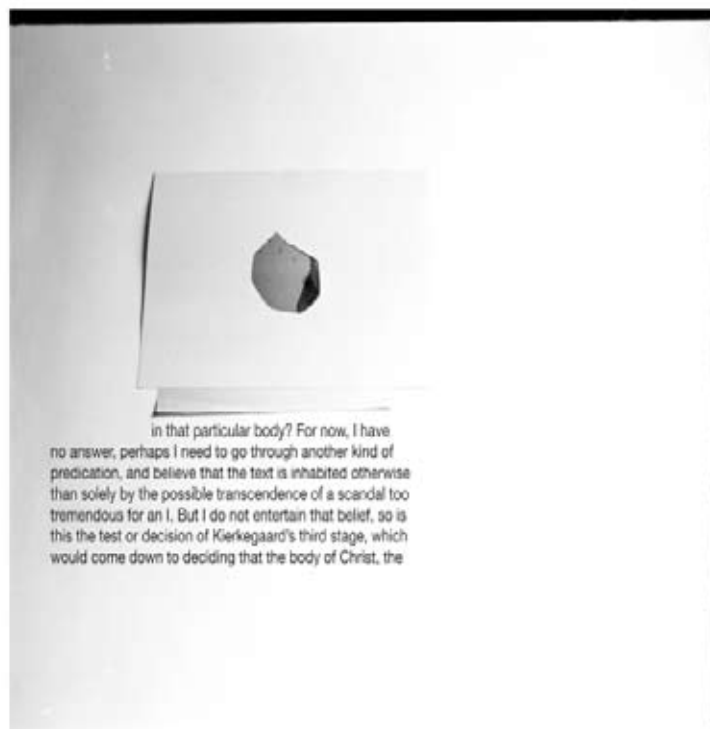 in that particular body? For now, I have
no answer, perhaps I need to go through another kind of
predication, and believe that the text is inhabited otherwise
than solely by the possible transcendence of a scandal too
tremendous for an I. But I do not entertain that belief, so is
this the test or decision of Kierkegaard's third stage, which
would come down to deciding that the body of Christ, the